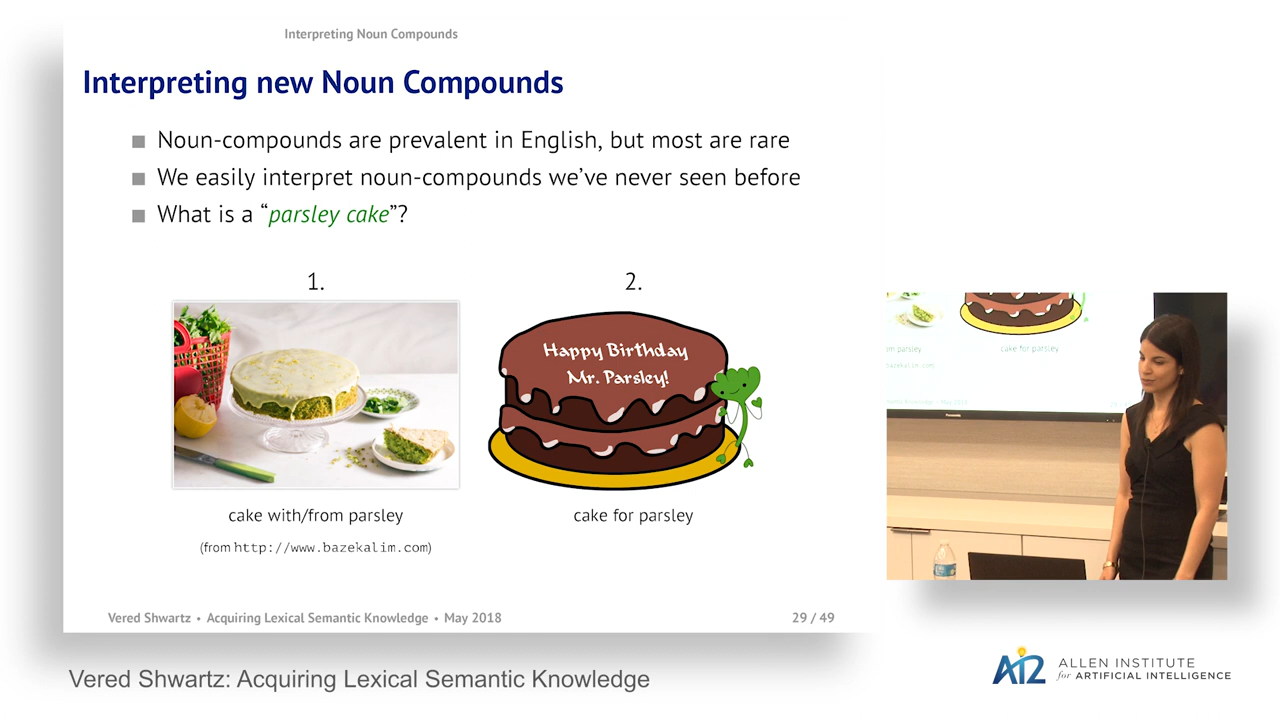 Interpreting Noun Compounds
Interpreting new Noun Compounds
Noun-compounds are prevalent in English, but most are rare
We easily interpret noun-compounds we've never seen before
What is a “parsley cake”?
1.
2.
Happy Birthday
Mr. Parsley!
cake with/from parsley
cake for parsley
(from http://www.bazekalim.com)
Vered Shwartz • Acquiring Lexical Semantic Knowledge • May 2018
29 / 49
cake for parsley
Vered Shwartz: Acquiring Lexical Semantic Knowledge
AI2
ALLEN INSTITUTE
for ARTIFICIAL INTELLIGENCE